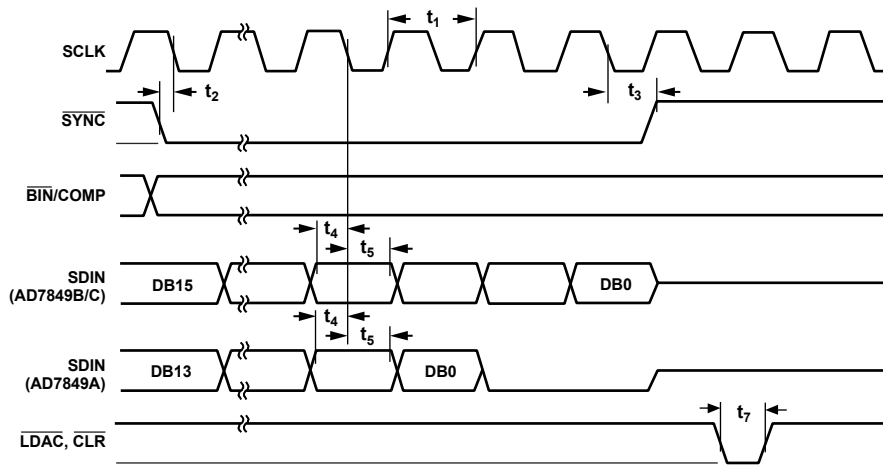 t1
SCLK
t2
t3
SYNC
BIN/COMP
t4
t5
SDIN
(AD7849B/C)
DB15
DB0
t4
t5
SDIN
(AD7849A)
DB13
DB0
t7
LDAC, CLR